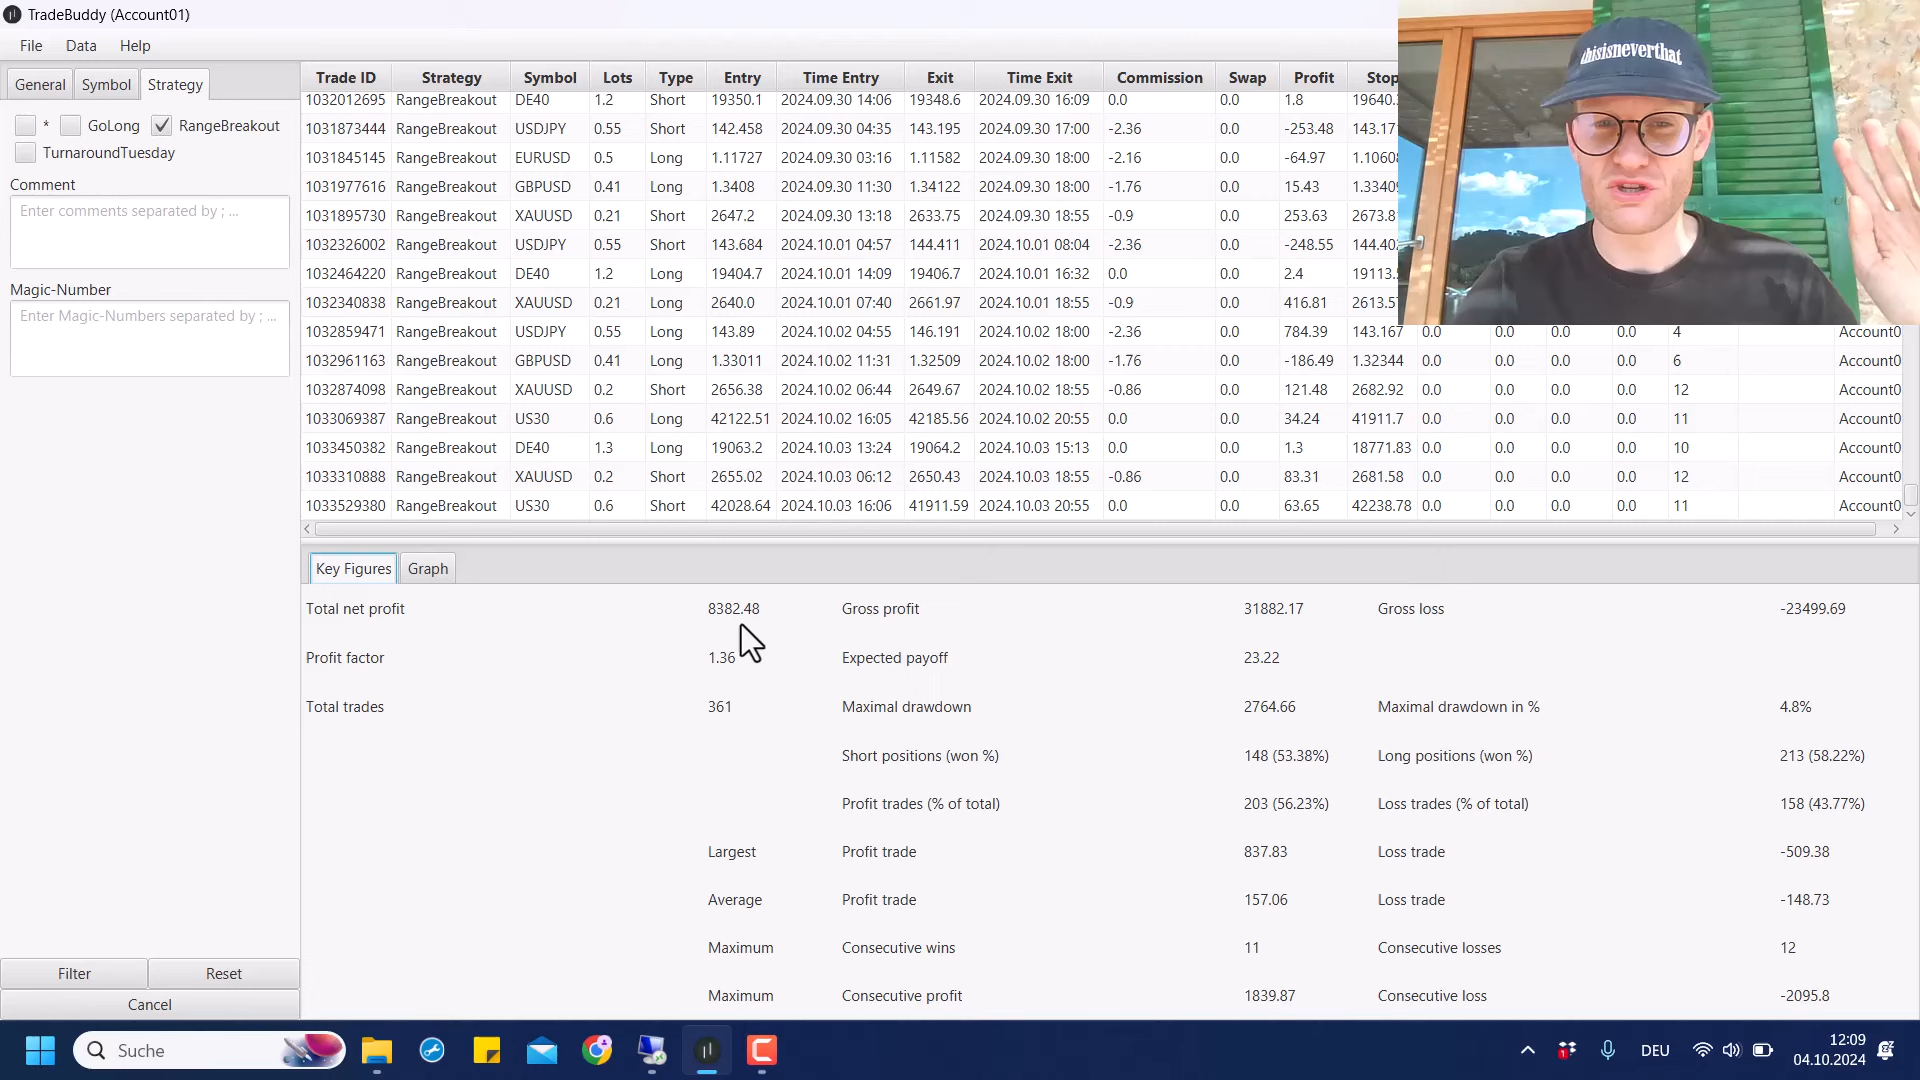 TradeBuddy (Account01)
File Data Help
General Symbol Strategy
* GoLong RangeBreakout
TurnaroundTuesday
Comment
Enter comments separated by ; ...
Magic-Number
Enter Magic-Numbers separated by ; ...
Filter Reset
Cancel
Trade ID Strategy Symbol Lots Type Entry Time Entry Exit Time Exit Commission Swap Profit Stop
1032012695 RangeBreakout DE40 1.2 Short 19350.1 2024.09.30 14:06 19348.6 2024.09.30 16:09 0.0 0.0 1.8 19640.
1031873444 RangeBreakout USDJPY 0.55 Short 142.458 2024.09.30 04:35 143.195 2024.09.30 17:00 -2.36 0.0 -253.48 143.17
1031845145 RangeBreakout EURUSD 0.5 Long 1.11727 2024.09.30 03:16 1.11582 2024.09.30 18:00 -2.16 0.0 -64.97 1.1060
1031977616 RangeBreakout GBPUSD 0.41 Long 1.3408 2024.09.30 11:30 1.34122 2024.09.30 18:00 -1.76 0.0 15.43 1.3340
1031895730 RangeBreakout XAUUSD 0.21 Short 2647.2 2024.09.30 13:18 2633.75 2024.09.30 18:55 -0.9 0.0 253.63 2673.8
1032326002 RangeBreakout USDJPY 0.55 Short 143.684 2024.10.01 04:57 144.411 2024.10.01 08:04 -2.36 0.0 -248.55 144.40
1032464220 RangeBreakout DE40 1.2 Long 19404.7 2024.10.01 14:09 19406.7 2024.10.01 16:32 0.0 0.0 2.4 19113.
1032340838 RangeBreakout XAUUSD 0.21 Long 2640.0 2024.10.01 07:40 2661.97 2024.10.01 18:55 -0.9 0.0 416.81 2613.5
1032859471 RangeBreakout USDJPY 0.55 Long 143.89 2024.10.02 04:55 146.191 2024.10.02 18:00 -2.36 0.0 784.39 143.167 0.0 0.0 0.0 0.0 4 Account0
1032961163 RangeBreakout GBPUSD 0.41 Long 1.33011 2024.10.02 11:31 1.32509 2024.10.02 18:00 -1.76 0.0 -186.49 1.32344 0.0 0.0 0.0 0.0 6 Account0
1032874098 RangeBreakout XAUUSD 0.2 Short 2656.38 2024.10.02 06:44 2649.67 2024.10.02 18:55 -0.86 0.0 121.48 2682.92 0.0 0.0 0.0 0.0 12 Account0
1033069387 RangeBreakout US30 0.6 Long 42122.51 2024.10.02 16:05 42185.56 2024.10.02 20:55 0.0 0.0 34.24 41911.7 0.0 0.0 0.0 0.0 11 Account0
1033450382 RangeBreakout DE40 1.3 Long 19063.2 2024.10.03 13:24 19064.2 2024.10.03 15:13 0.0 0.0 1.3 18771.83 0.0 0.0 0.0 0.0 10 Account0
1033310888 RangeBreakout XAUUSD 0.2 Short 2655.02 2024.10.03 06:12 2650.43 2024.10.03 18:55 -0.86 0.0 83.31 2681.58 0.0 0.0 0.0 0.0 12 Account0
1033529380 RangeBreakout US30 0.6 Short 42028.64 2024.10.03 16:06 41911.59 2024.10.03 20:55 0.0 0.0 63.65 42238.78 0.0 0.0 0.0 0.0 11 Account0
thisisneverthat
Key Figures Graph
Total net profit 8382.48 Gross profit 31882.17 Gross loss -23499.69
Profit factor 1.36 Expected payoff 23.22
Total trades 361 Maximal drawdown 2764.66 Maximal drawdown in % 4.8%
Short positions (won %) 148 (53.38%) Long positions (won %) 213 (58.22%)
Profit trades (% of total) 203 (56.23%) Loss trades (% of total) 158 (43.77%)
Largest Profit trade 837.83 Loss trade -509.38
Average Profit trade 157.06 Loss trade -148.73
Maximum Consecutive wins 11 Consecutive losses 12
Maximum Consecutive profit 1839.87 Consecutive loss -2095.8
Suche
1
DEU
12:09
04.10.2024